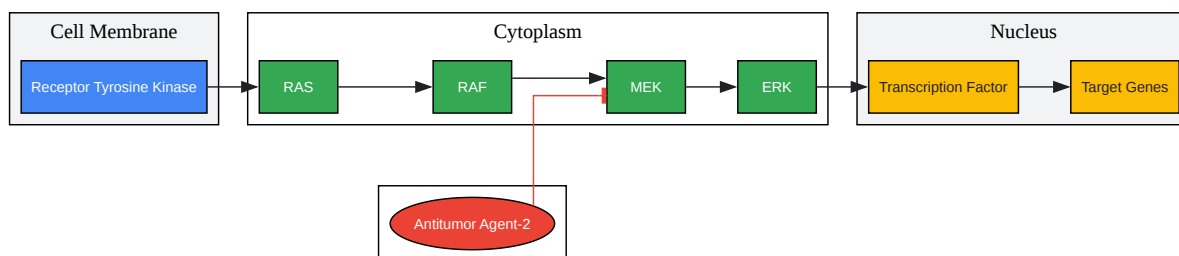 Cell Membrane
Cytoplasm
Nucleus
Receptor Tyrosine Kinase
RAS
RAF
MEK
ERK
Transcription Factor
Target Genes
Antitumor Agent-2